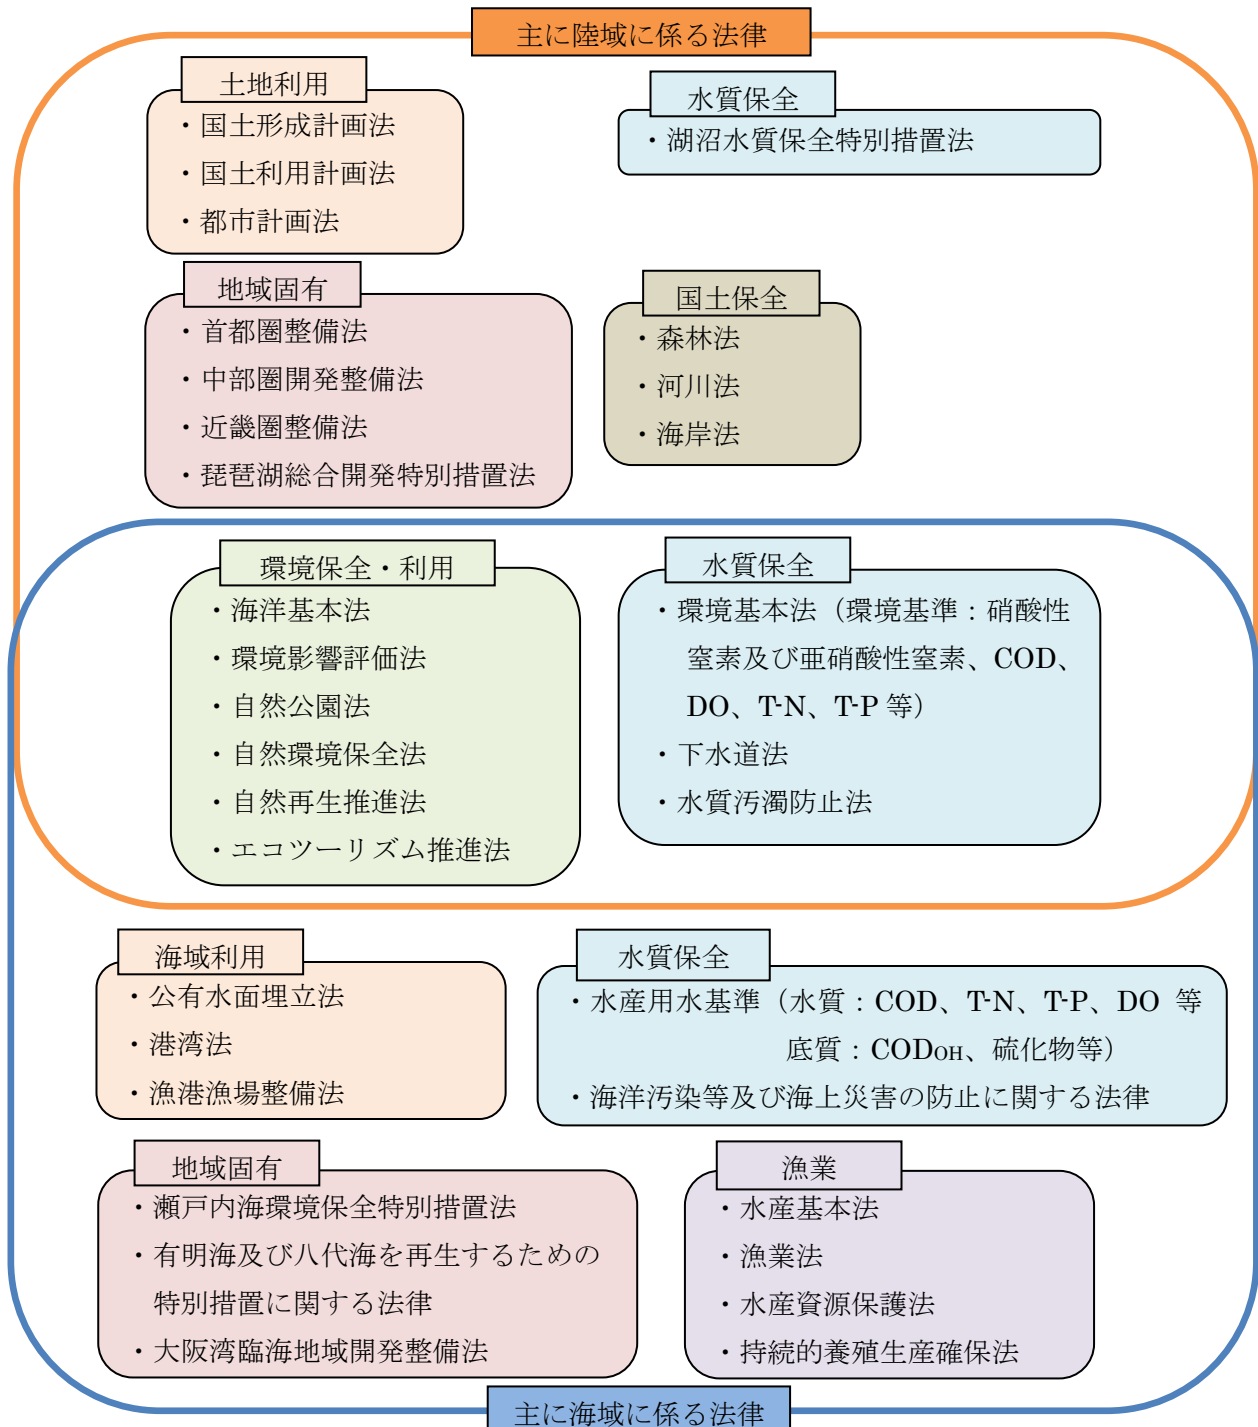 主に陸域に係る法律
土地利用
・国土形成計画法
・国土利用計画法
・都市計画法
水質保全
・湖沼水質保全特別措置法
地域固有
・首都圏整備法
・中部圏開発整備法
・近畿圏整備法
・琵琶湖総合開発特別措置法
国土保全
・森林法
・河川法
・海岸法
環境保全・利用
・海洋基本法
・環境影響評価法
・自然公園法
・自然環境保全法
・自然再生推進法
・エコツーリズム推進法
水質保全
・環境基本法（環境基準：硝酸性
窒素及び亜硝酸性窒素、COD、
DO、T-N、T-P 等）
・下水道法
・水質汚濁防止法
海域利用
・公有水面埋立法
・港湾法
・漁港漁場整備法
水質保全
・水産用水基準（水質：COD、T-N、T-P、DO 等
底質：CODOH、硫化物等）
・海洋汚染等及び海上災害の防止に関する法律
地域固有
・瀬戸内海環境保全特別措置法
・有明海及び八代海を再生するための
特別措置に関する法律
・大阪湾臨海地域開発整備法
漁業
・水産基本法
・漁業法
・水産資源保護法
・持続的養殖生産確保法
主に海域に係る法律